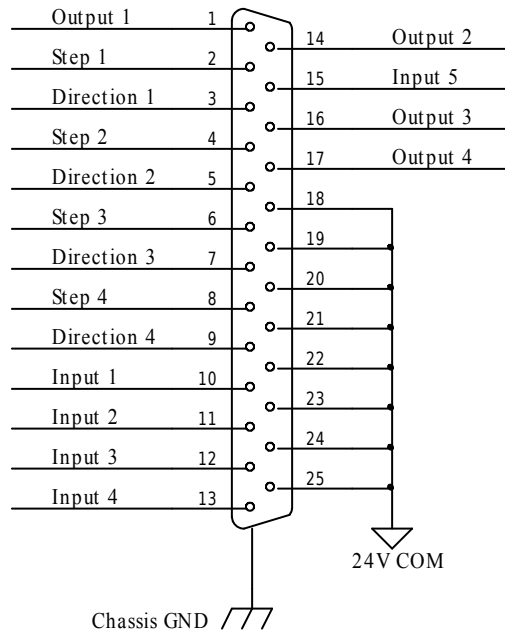 Output 1 1
Step 1 2
Direction 1 3
Step 2 4
Direction 2 5
Step 3 6
Direction 3 7
Step 4 8
Direction 4 9
Input 1 10
Input 2 11
Input 3 12
Input 4 13
14 Output 2
15 Input 5
16 Output 3
17 Output 4
18
19
20
21
22
23
24
25
24V COM
Chassis GND